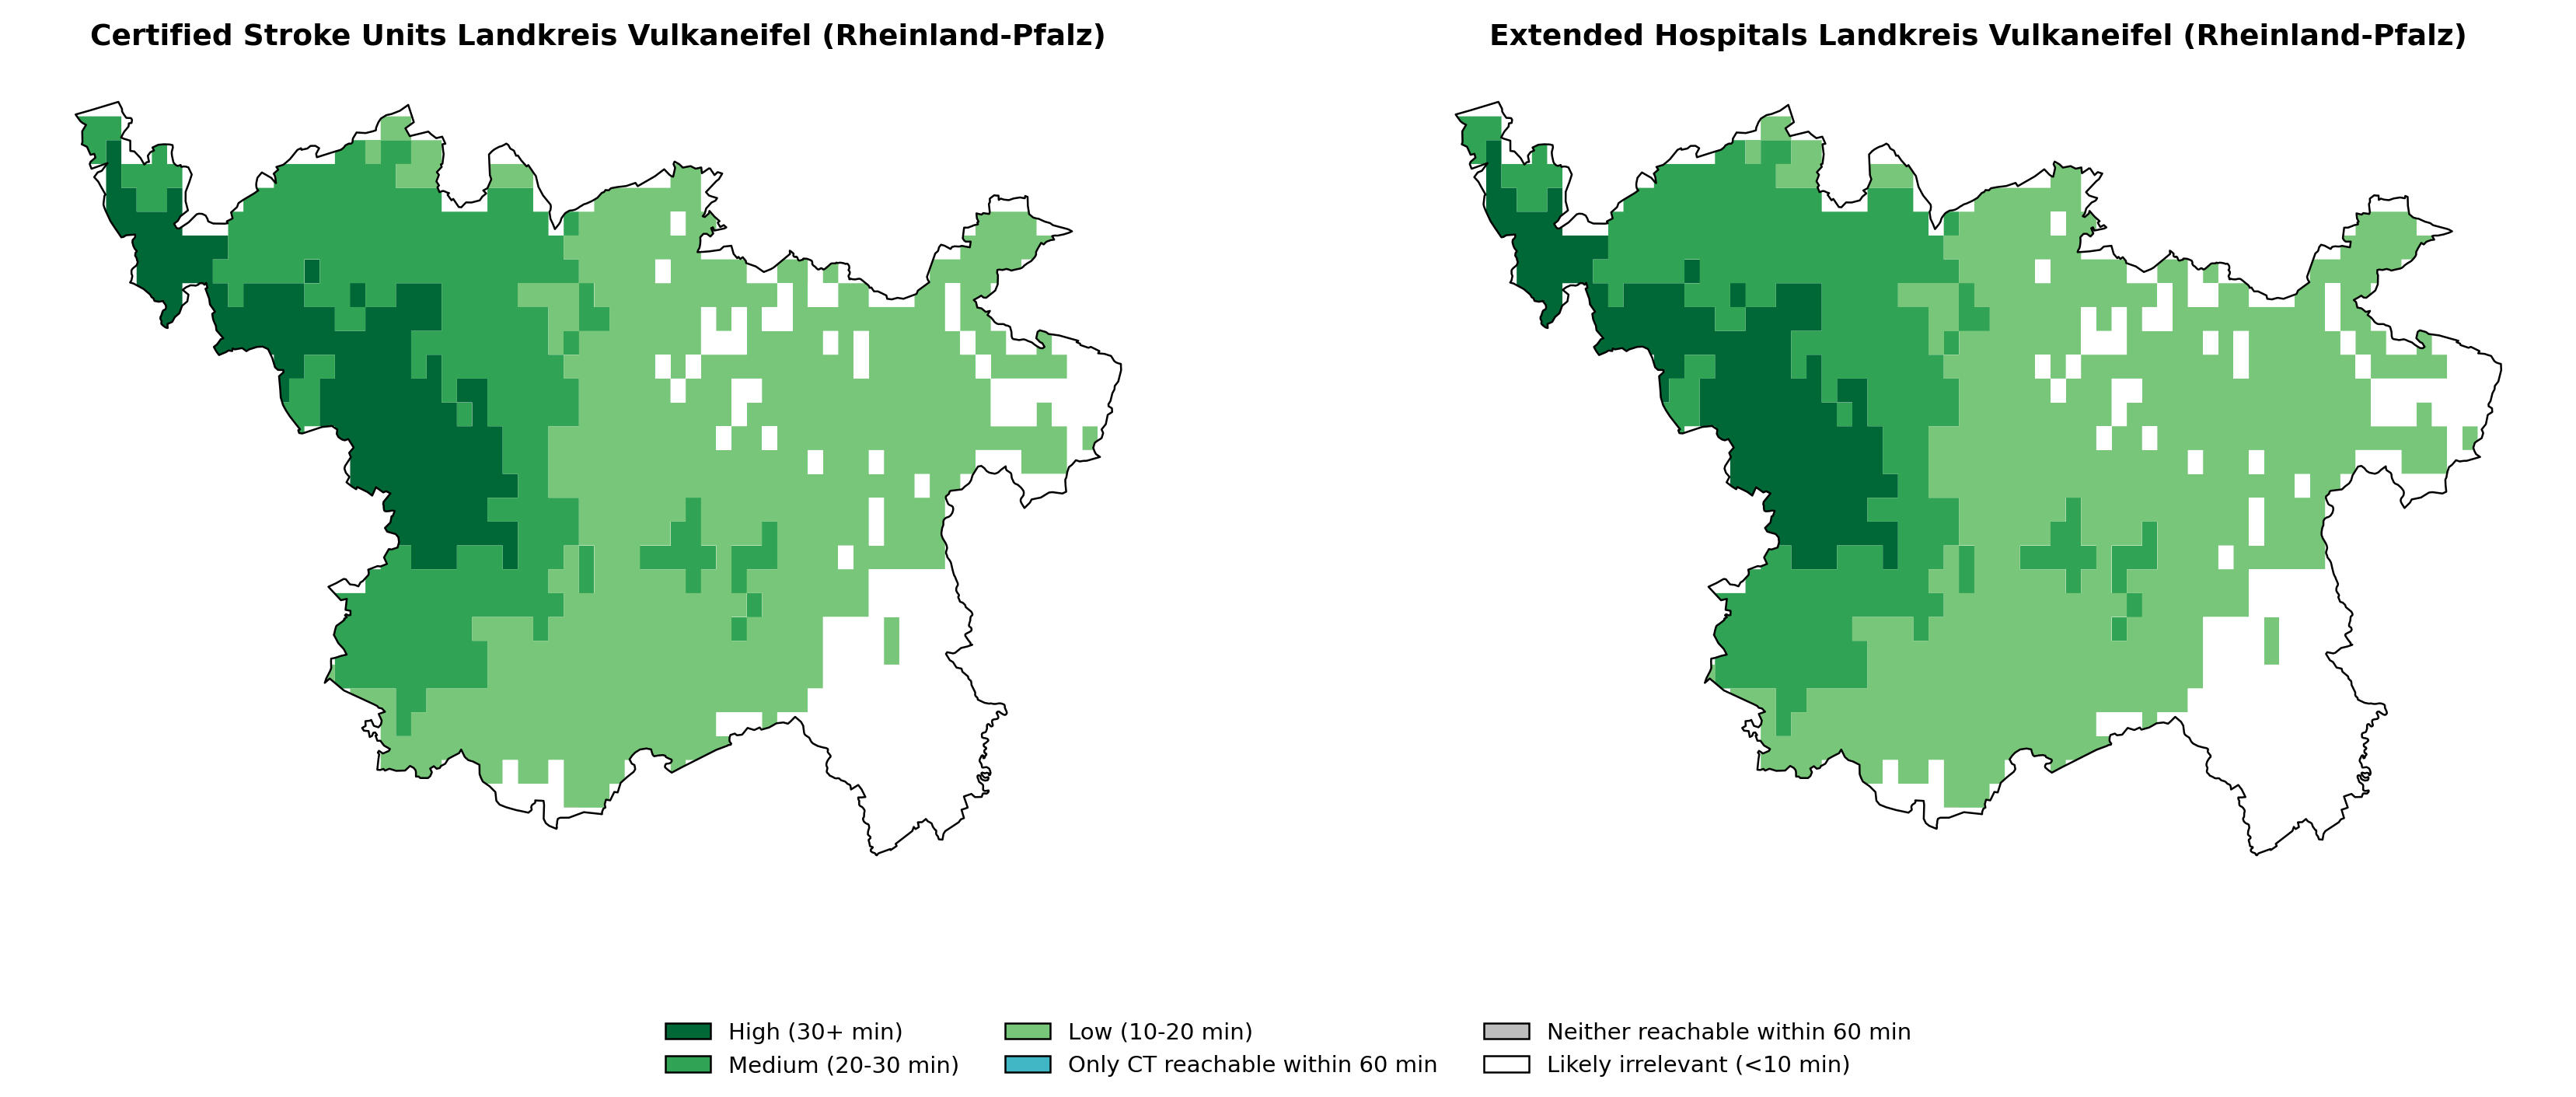 Certified Stroke Units Landkreis Vulkaneifel (Rheinland-Pfalz)
Extended Hospitals Landkreis Vulkaneifel (Rheinland-Pfalz)
High (30+ min)
Medium (20-30 min)
Low (10-20 min)
Only CT reachable within 60 min
Neither reachable within 60 min
Likely irrelevant (<10 min)